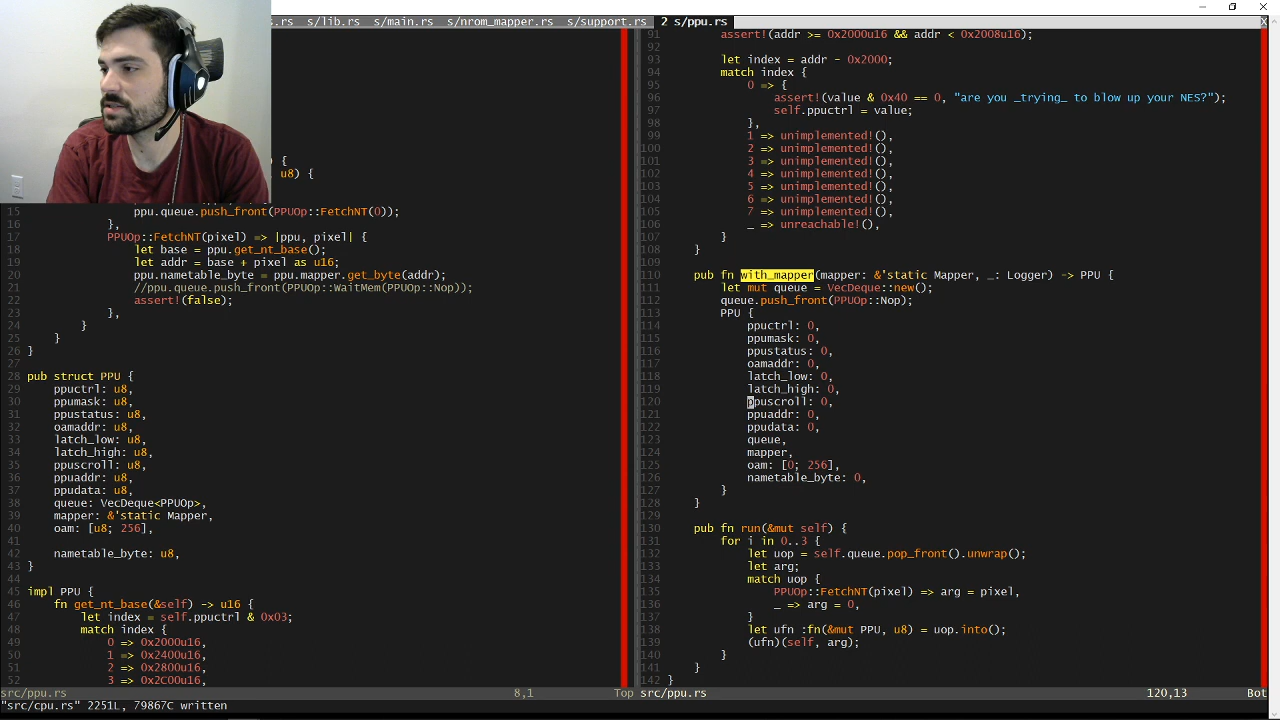 .rs  s/lib.rs  s/main.rs  s/nrom_mapper.rs  s/support.rs  2 s/ppu.rs  X
) {
u8) {
15 ppu.queue.push_front(PPUOp::FetchNT(0));
16 },
17 PPUOp::FetchNT(pixel) => |ppu, pixel| {
18 let base = ppu.get_nt_base();
19 let addr = base + pixel as u16;
20 ppu.nametable_byte = ppu.mapper.get_byte(addr);
21 //ppu.queue.push_front(PPUOp::WaitMem(PPUOp::Nop));
22 assert!(false);
23 },
24 }
25 }
26 }
27
28 pub struct PPU {
29 ppuctrl: u8,
30 ppumask: u8,
31 ppustatus: u8,
32 oamaddr: u8,
33 latch_low: u8,
34 latch_high: u8,
35 ppuscroll: u8,
36 ppuaddr: u8,
37 ppudata: u8,
38 queue: VecDeque<PPUOp>,
39 mapper: &'static Mapper,
40 oam: [u8; 256],
41
42 nametable_byte: u8,
43 }
44
45 impl PPU {
46 fn get_nt_base(&self) -> u16 {
47 let index = self.ppuctrl & 0x03;
48 match index {
49 0 => 0x2000u16,
50 1 => 0x2400u16,
51 2 => 0x2800u16,
52 3 => 0x2C00u16,
src/ppu.rs 8,1 Top
"src/cpu.rs" 2251L, 79867C written
91 assert!(addr >= 0x2000u16 && addr < 0x2008u16);
92
93 let index = addr - 0x2000;
94 match index {
95 0 => {
96 assert!(value & 0x40 == 0, "are you _trying_ to blow up your NES?");
97 self.ppuctrl = value;
98 },
99 1 => unimplemented!(),
100 2 => unimplemented!(),
101 3 => unimplemented!(),
102 4 => unimplemented!(),
103 5 => unimplemented!(),
104 6 => unimplemented!(),
105 7 => unimplemented!(),
106 _ => unreachable!(),
107 }
108 }
109
110 pub fn with_mapper(mapper: &'static Mapper, _: Logger) -> PPU {
111 let mut queue = VecDeque::new();
112 queue.push_front(PPUOp::Nop);
113 PPU {
114 ppuctrl: 0,
115 ppumask: 0,
116 ppustatus: 0,
117 oamaddr: 0,
118 latch_low: 0,
119 latch_high: 0,
120 ppuscroll: 0,
121 ppuaddr: 0,
122 ppudata: 0,
123 queue,
124 mapper,
125 oam: [0; 256],
126 nametable_byte: 0,
127 }
128 }
129
130 pub fn run(&mut self) {
131 for i in 0..3 {
132 let uop = self.queue.pop_front().unwrap();
133 let arg;
134 match uop {
135 PPUOp::FetchNT(pixel) => arg = pixel,
136 _ => arg = 0,
137 }
138 let ufn :fn(&mut PPU, u8) = uop.into();
139 (ufn)(self, arg);
140 }
141 }
142 }
src/ppu.rs 120,13 Bot